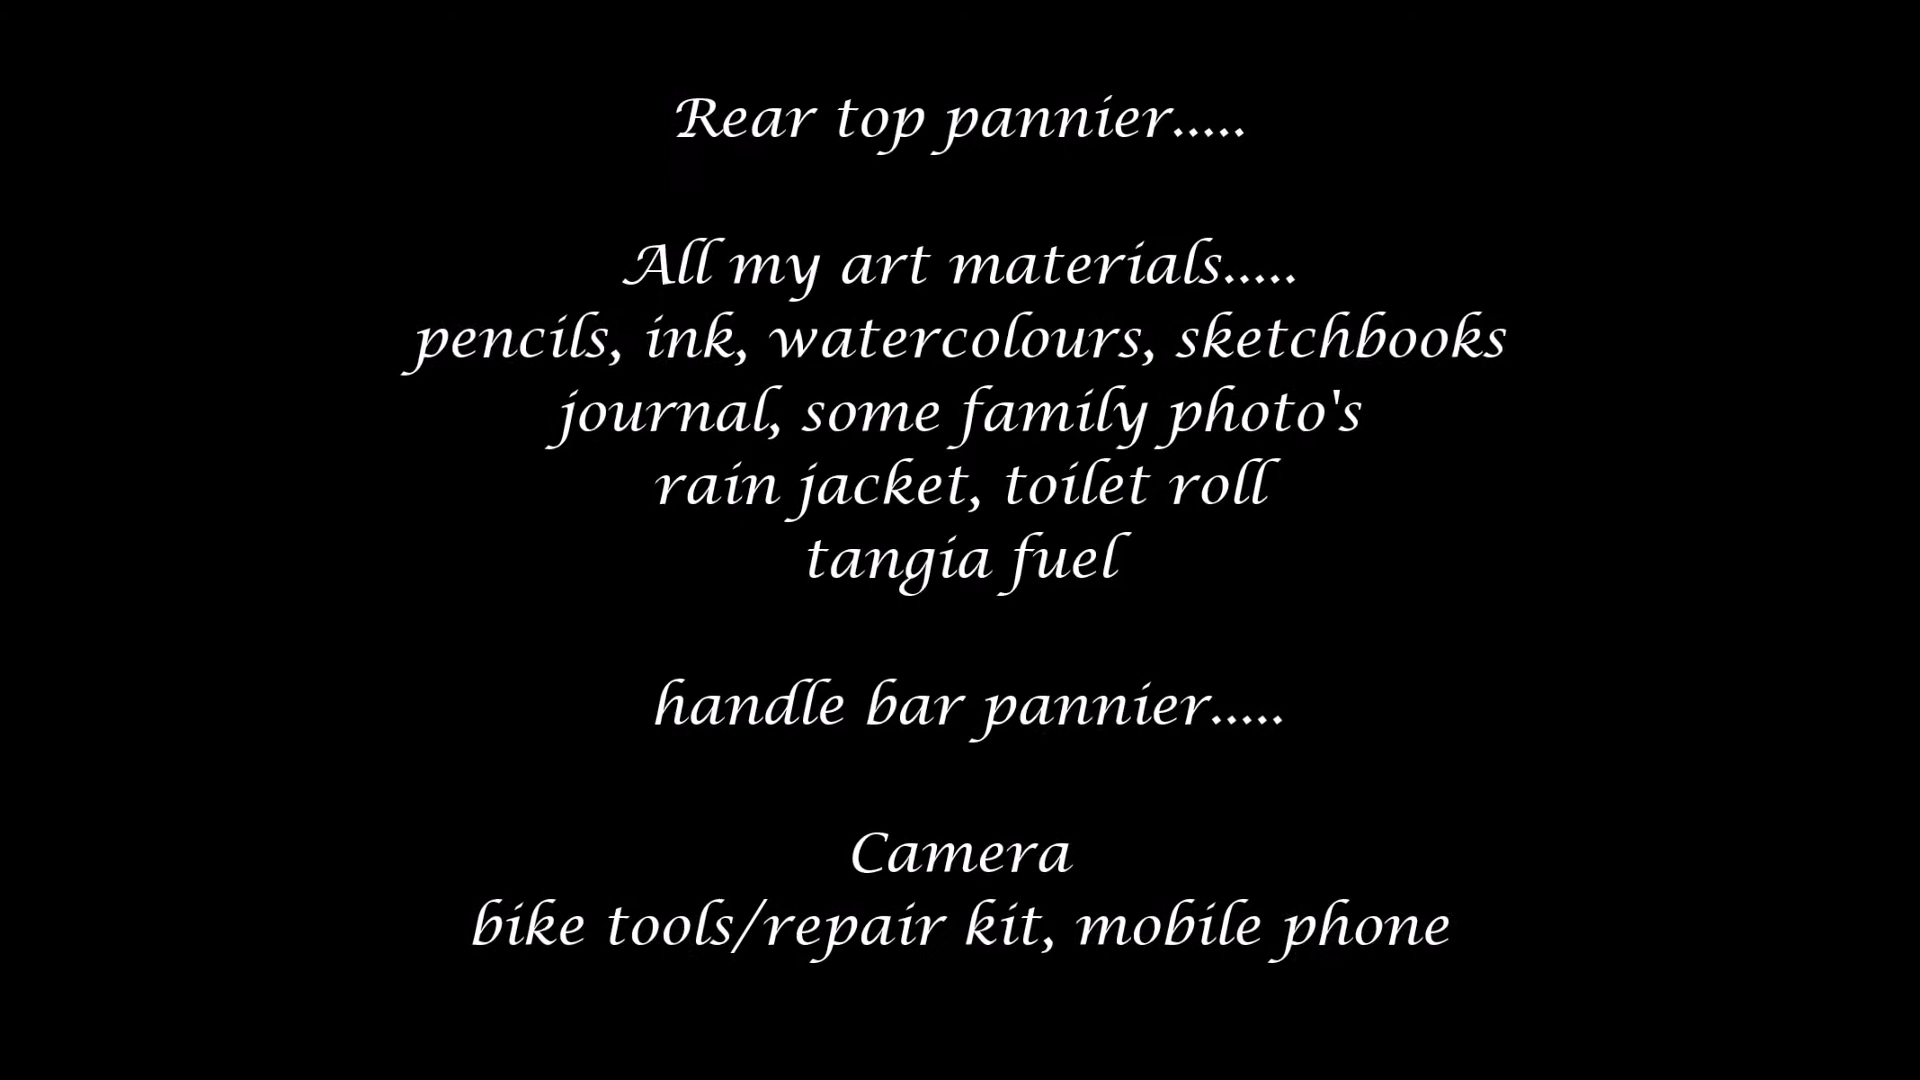 Rear top pannier.....
All my art materials.....
pencils, ink, watercolours, sketchbooks
journal, some family photo's
rain jacket, toilet roll
tangia fuel
handle bar pannier.....
Camera
bike tools/repair kit, mobile phone